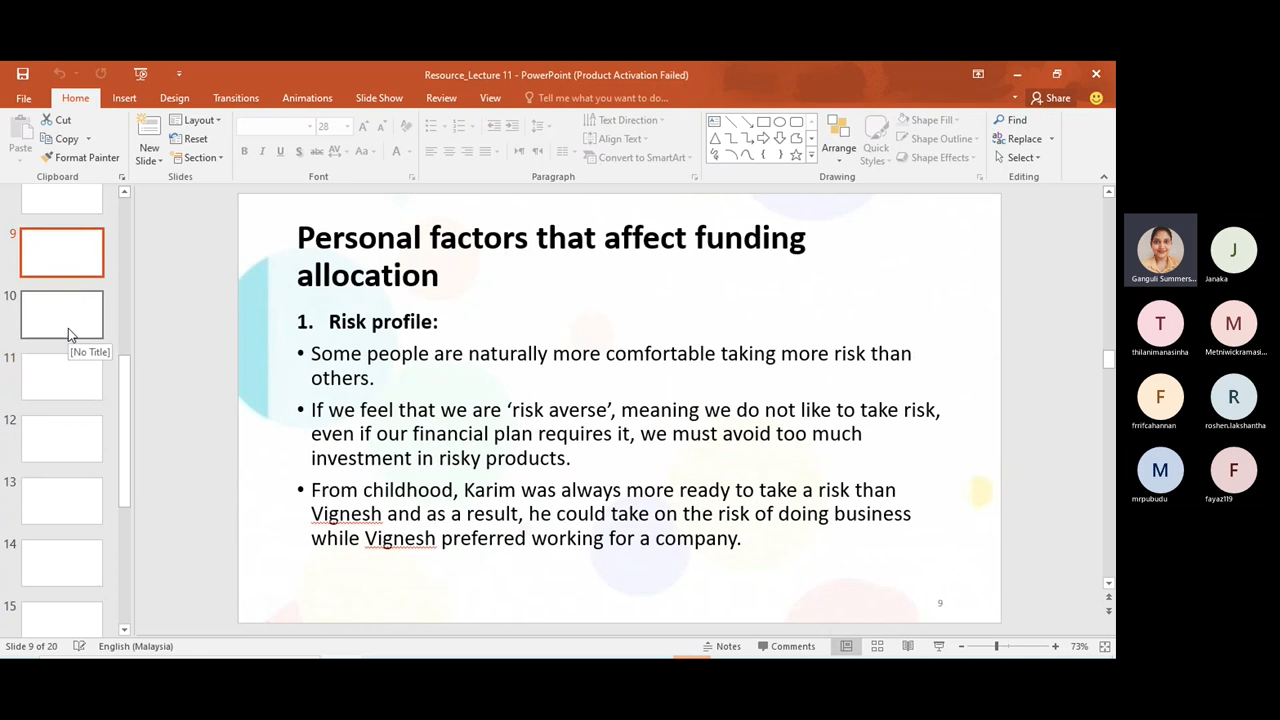 Resource_Lecture 11 - PowerPoint (Product Activation Failed)
File Home Insert Design Transitions Animations Slide Show Review View Tell me what you want to do... Share
Paste
Cut
Copy
Format Painter
Clipboard
New Slide
Layout
Reset
Section
Slides
28
Font
Text Direction
Align Text
Convert to SmartArt
Paragraph
Arrange
Quick Styles
Shape Fill
Shape Outline
Shape Effects
Drawing
Find
Replace
Select
Editing
9
10
[No Title]
11
12
13
14
15
Personal factors that affect funding
allocation
1. Risk profile:
• Some people are naturally more comfortable taking more risk than
others.
• If we feel that we are ‘risk averse’, meaning we do not like to take risk,
even if our financial plan requires it, we must avoid too much
investment in risky products.
• From childhood, Karim was always more ready to take a risk than
Vignesh and as a result, he could take on the risk of doing business
while Vignesh preferred working for a company.
9
Slide 9 of 20 English (Malaysia) Notes Comments 73%
Ganguli Summers...
J
Janaka
T
thilanimanasinha
M
Metniwickramasi...
F
frrifcahannan
R
roshen.lakshantha
M
mrpubudu
F
fayaz119